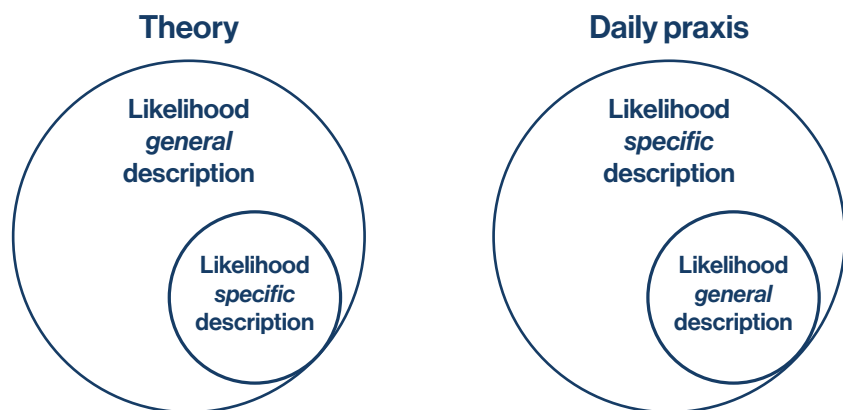 Theory
Likelihood
general
description
Likelihood
specific
description
Daily praxis
Likelihood
specific
description
Likelihood
general
description